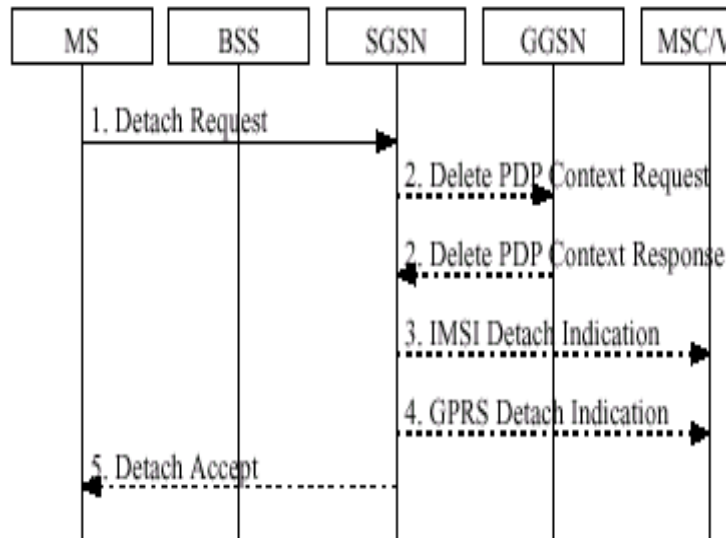 MS BSS SGSN GGSN MSC/V
1. Detach Request
2. Delete PDP Context Request
2. Delete PDP Context Response
3. IMSI Detach Indication
4. GPRS Detach Indication
5. Detach Accept